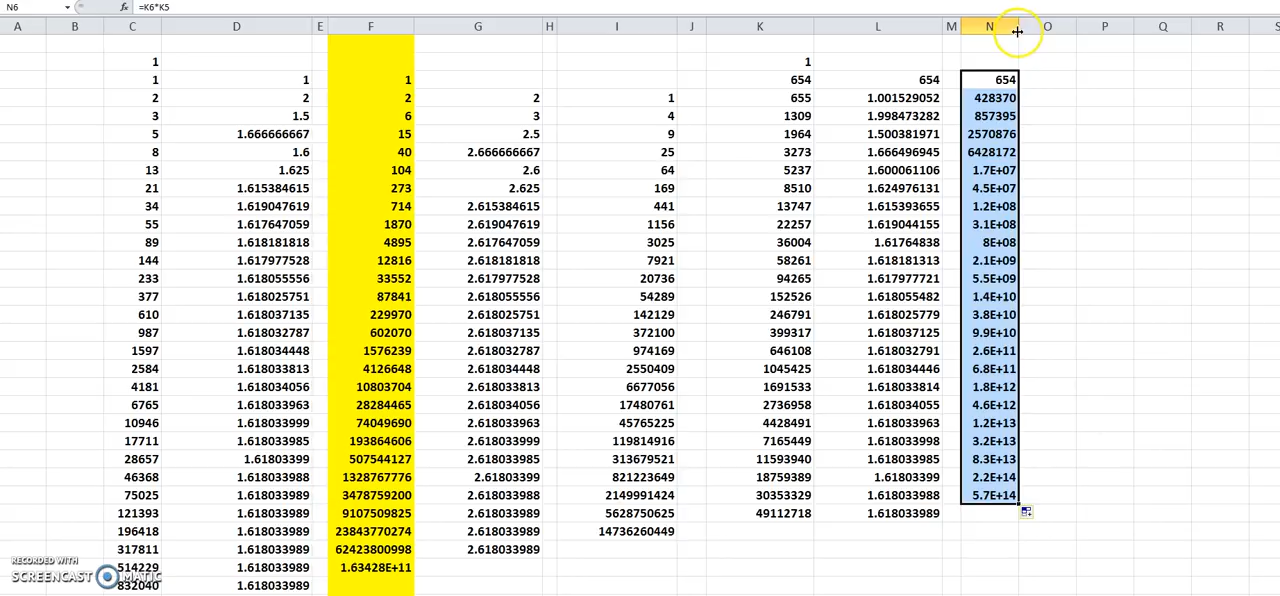 N6 fx =K6*K5
A B C D E F G H I J K L M N O P Q R S
1 1
1 1 1 654 654 654
2 2 2 2 1 655 1.001529052 428370
3 1.5 6 3 4 1309 1.998473282 857395
5 1.666666667 15 2.5 9 1964 1.500381971 2570876
8 1.6 40 2.666666667 25 3273 1.666496945 6428172
13 1.625 104 2.6 64 5237 1.600061106 1.7E+07
21 1.615384615 273 2.625 169 8510 1.624976131 4.5E+07
34 1.619047619 714 2.615384615 441 13747 1.615393655 1.2E+08
55 1.617647059 1870 2.619047619 1156 22257 1.619044155 3.1E+08
89 1.618181818 4895 2.617647059 3025 36004 1.61764838 8E+08
144 1.617977528 12816 2.618181818 7921 58261 1.618181313 2.1E+09
233 1.618055556 33552 2.617977528 20736 94265 1.617977721 5.5E+09
377 1.618025751 87841 2.618055556 54289 152526 1.618055482 1.4E+10
610 1.618037135 229970 2.618025751 142129 246791 1.618025779 3.8E+10
987 1.618032787 602070 2.618037135 372100 399317 1.618037125 9.9E+10
1597 1.618034448 1576239 2.618032787 974169 646108 1.618032791 2.6E+11
2584 1.618033813 4126648 2.618034448 2550409 1045425 1.618034446 6.8E+11
4181 1.618034056 10803704 2.618033813 6677056 1691533 1.618033814 1.8E+12
6765 1.618033963 28284465 2.618034056 17480761 2736958 1.618034055 4.6E+12
10946 1.618033999 74049690 2.618033963 45765225 4428491 1.618033963 1.2E+13
17711 1.618033985 193864606 2.618033999 119814916 7165449 1.618033998 3.2E+13
28657 1.61803399 507544127 2.618033985 313679521 11593940 1.618033985 8.3E+13
46368 1.618033988 1328767776 2.61803399 821223649 18759389 1.61803399 2.2E+14
75025 1.618033989 3478759200 2.618033988 2149991424 30353329 1.618033988 5.7E+14
121393 1.618033989 9107509825 2.618033989 5628750625 49112718 1.618033989
196418 1.618033989 23843770274 2.618033989 14736260449
317811 1.618033989 62423800998 2.618033989
514229 1.618033989 1.63428E+11
832040 1.618033989
RECORDED WITH
SCREENCAST MATIC